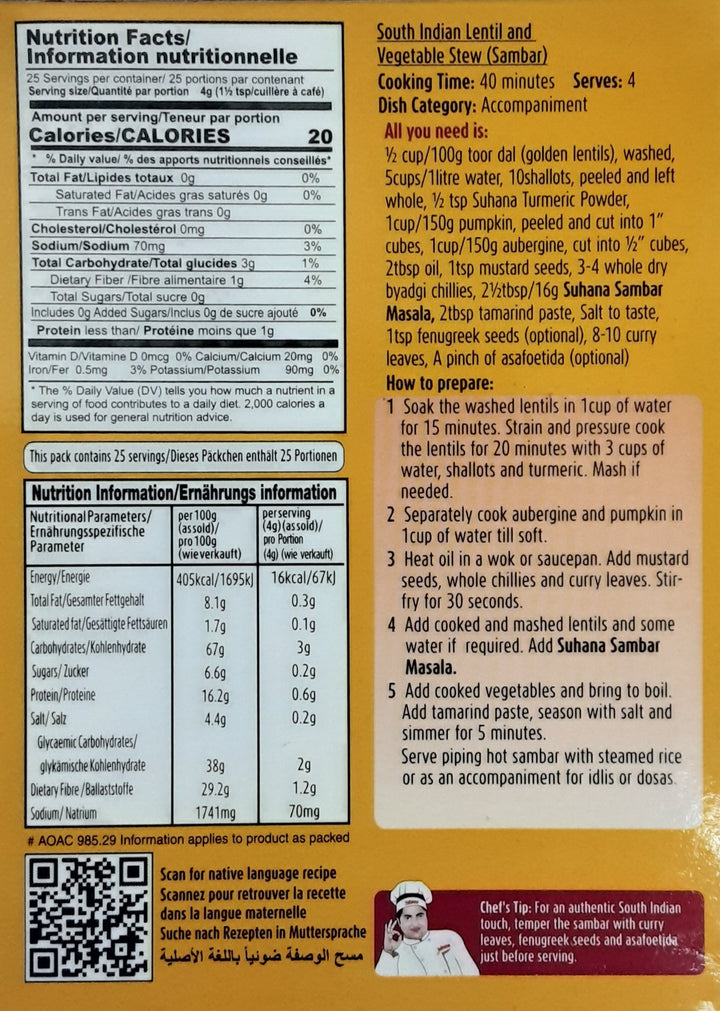 Nutrition Facts/
Information nutritionnelle
25 Servings per container/ 25 portions par contenant
Serving size/Quantité par portion 4g (1½ tsp/cuillère à café)
Amount per serving/Teneur par portion
Calories/CALORIES 20
* % Daily value/ % des apports nutritionnels conseillés*
Total Fat/Lipides totaux 0g 0%
Saturated Fat/Acides gras saturés 0g 0%
Trans Fat/Acides gras trans 0g
Cholesterol/Cholestérol 0mg 0%
Sodium/Sodium 70mg 3%
Total Carbohydrate/Total glucides 3g 1%
Dietary Fiber /Fibre alimentaire 1g 4%
Total Sugars/Total sucre 0g
Includes 0g Added Sugars/Inclus 0g de sucre ajouté 0%
Protein less than/ Protéine moins que 1g
Vitamin D/Vitamine D 0mcg 0% Calcium/Calcium 20mg 0%
Iron/Fer 0.5mg 3% Potassium/Potassium 90mg 0%
* The % Daily Value (DV) tells you how much a nutrient in a
serving of food contributes to a daily diet. 2,000 calories a
day is used for general nutrition advice.
This pack contains 25 servings/Dieses Päckchen enthält 25 Portionen
Nutrition Information/Ernährungs information
Nutritional Parameters/
Ernährungsspezifische
Parameter
per 100g
(as sold)/
pro 100g
(wie verkauft)
per serving
(4g) (as sold)/
pro Portion
(4g) (wie verkauft)
Energy/Energie 405kcal/1695kJ 16kcal/67kJ
Total Fat/Gesamter Fettgehalt 8.1g 0.3g
Saturated fat/Gesättigte Fettsäuren 1.7g 0.1g
Carbohydrates/Kohlenhydrate 67g 3g
Sugars/ Zucker 6.6g 0.2g
Protein/Proteine 16.2g 0.6g
Salt/ Salz 4.4g 0.2g
Glycaemic Carbohydrates/
glykämische Kohlenhydrate 38g 2g
Dietary Fibre /Ballaststoffe 29.2g 1.2g
Sodium/ Natrium 1741mg 70mg
# AOAC 985.29 Information applies to product as packed
Scan for native language recipe
Scannez pour retrouver la recette
dans la langue maternelle
Suche nach Rezepten in Muttersprache
مسح الوصفة ضوئياً باللغة الأصلية
South Indian Lentil and
Vegetable Stew (Sambar)
Cooking Time: 40 minutes Serves: 4
Dish Category: Accompaniment
All you need is:
½ cup/100g toor dal (golden lentils), washed,
5cups/1litre water, 10shallots, peeled and left
whole, ½ tsp Suhana Turmeric Powder,
1cup/150g pumpkin, peeled and cut into 1”
cubes, 1cup/150g aubergine, cut into ½” cubes,
2tbsp oil, 1tsp mustard seeds, 3-4 whole dry
byadgi chillies, 2½tbsp/16g Suhana Sambar
Masala, 2tbsp tamarind paste, Salt to taste,
1tsp fenugreek seeds (optional), 8-10 curry
leaves, A pinch of asafoetida (optional)
How to prepare:
1 Soak the washed lentils in 1cup of water
for 15 minutes. Strain and pressure cook
the lentils for 20 minutes with 3 cups of
water, shallots and turmeric. Mash if
needed.
2 Separately cook aubergine and pumpkin in
1cup of water till soft.
3 Heat oil in a wok or saucepan. Add mustard
seeds, whole chillies and curry leaves. Stir-
fry for 30 seconds.
4 Add cooked and mashed lentils and some
water if required. Add Suhana Sambar
Masala.
5 Add cooked vegetables and bring to boil.
Add tamarind paste, season with salt and
simmer for 5 minutes.
Serve piping hot sambar with steamed rice
or as an accompaniment for idlis or dosas.
Chef's Tip: For an authentic South Indian
touch, temper the sambar with curry
leaves, fenugreek seeds and asafoetida
just before serving.